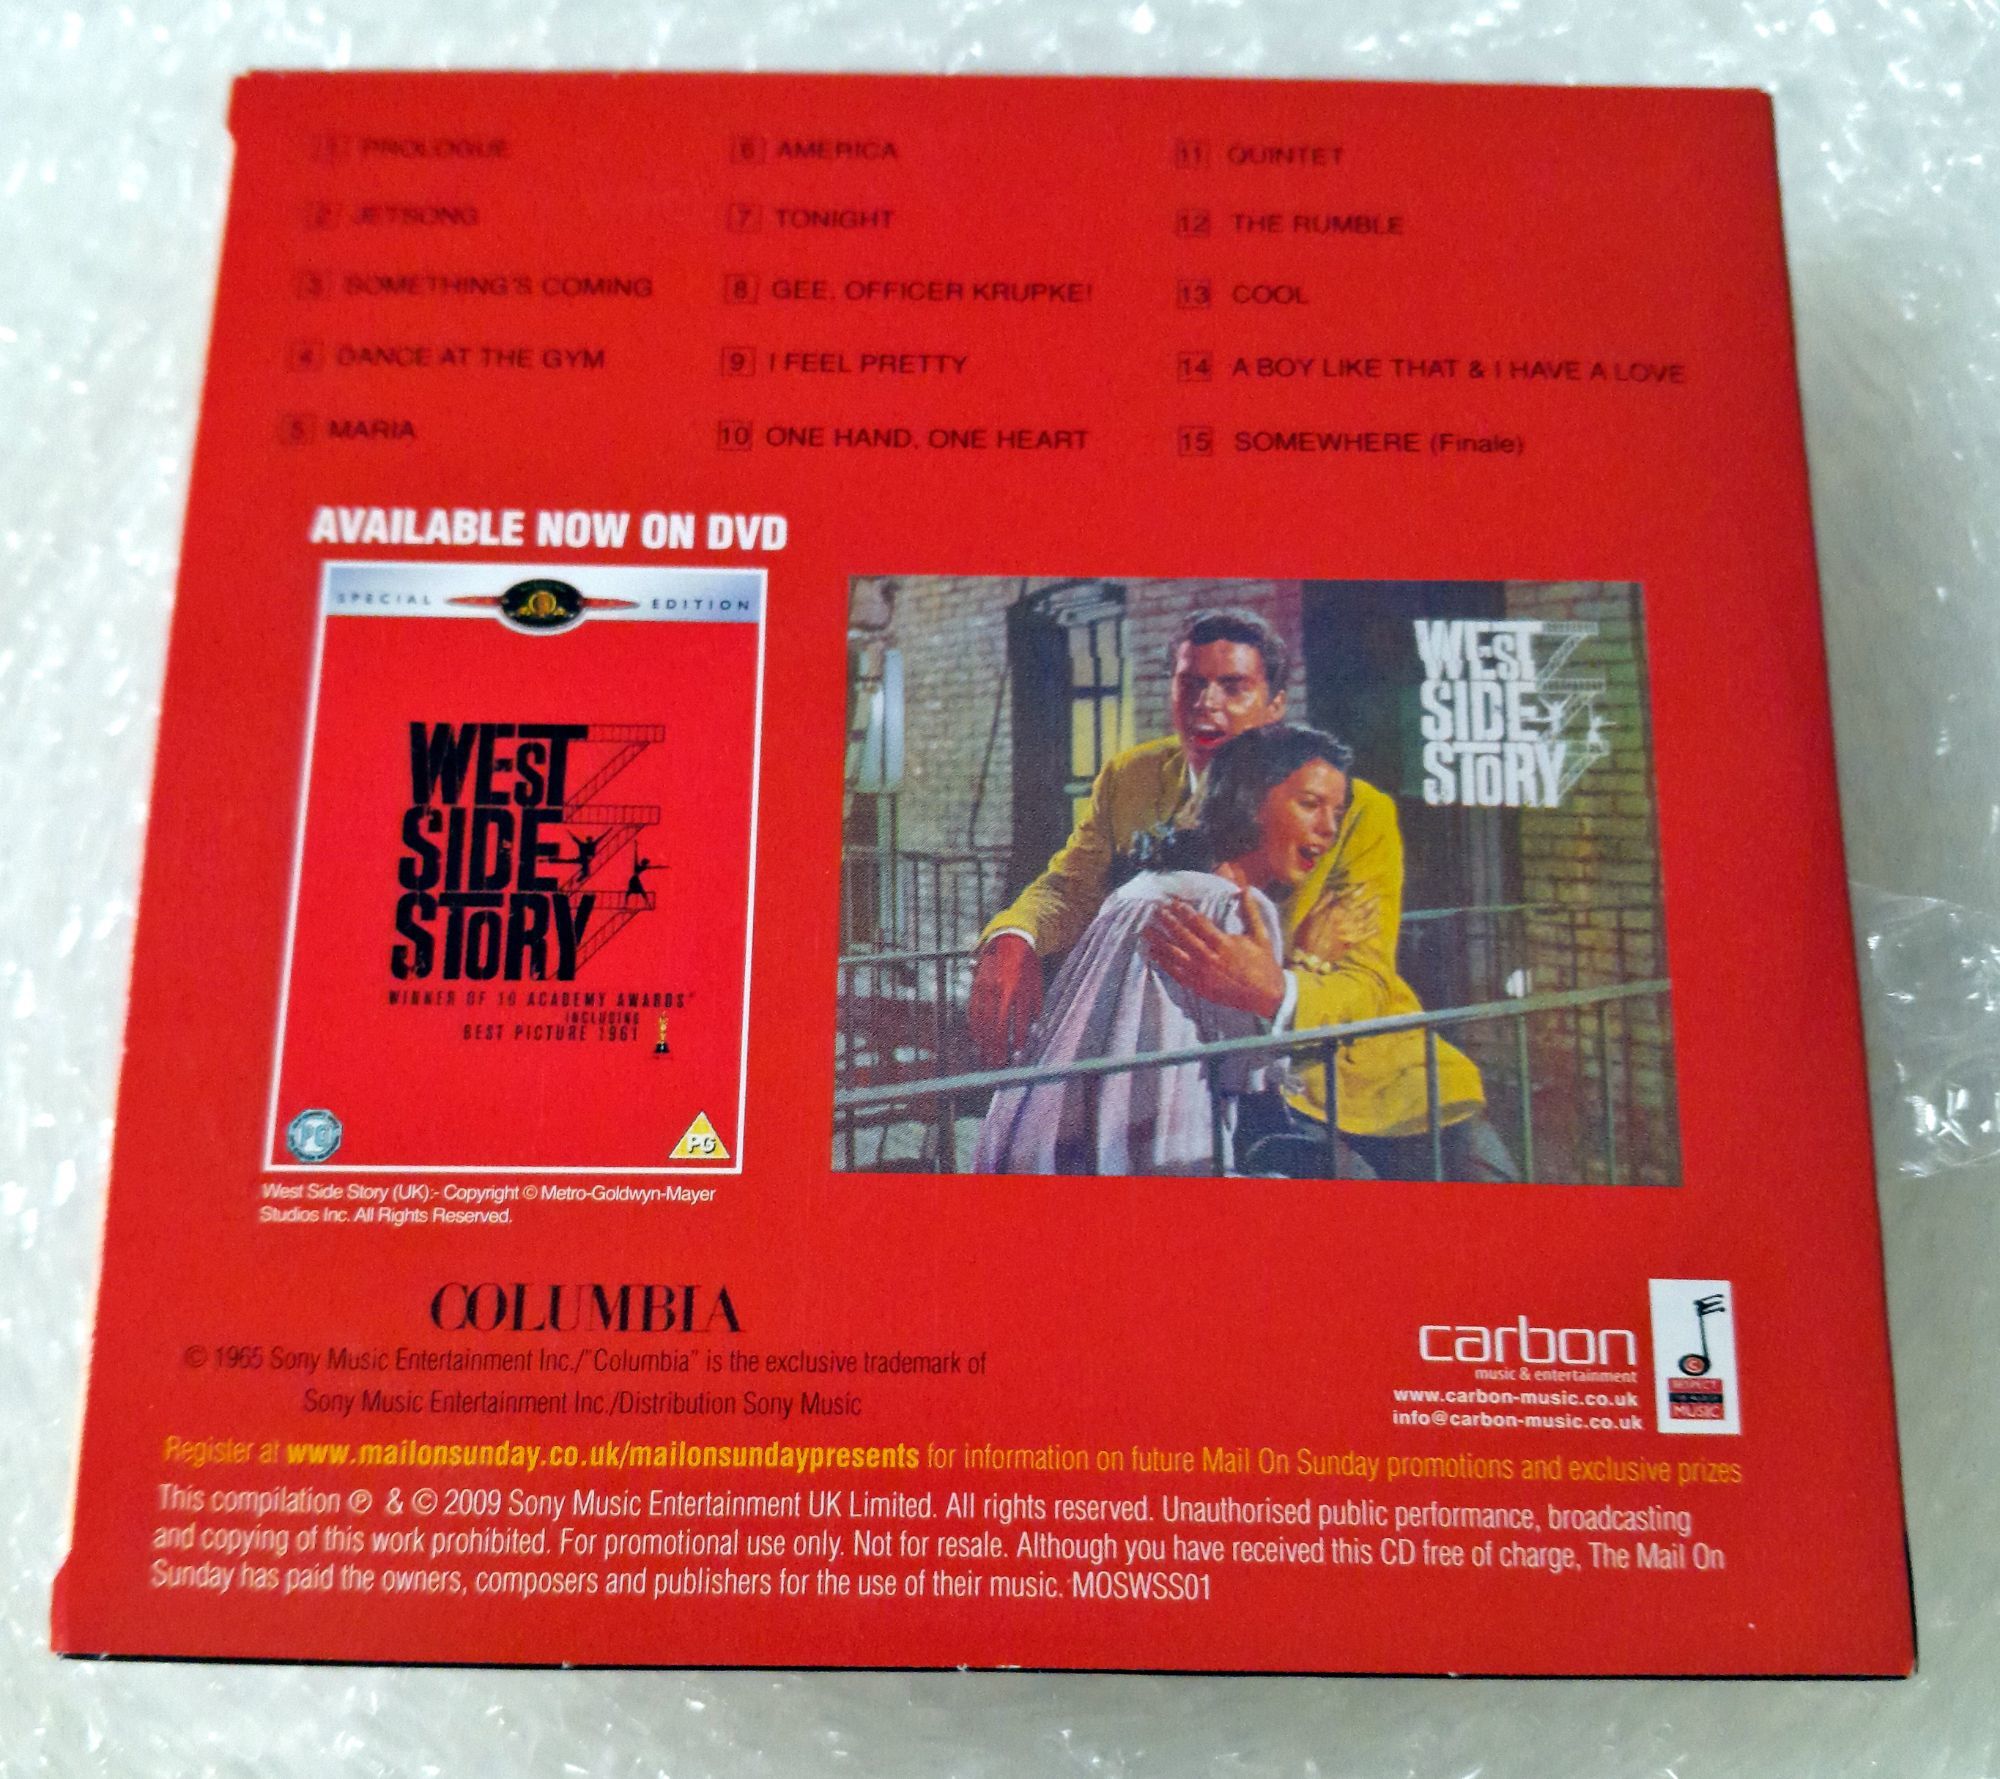 1 PROLOGUE
2 JETSONG
3 SOMETHING'S COMING
4 DANCE AT THE GYM
5 MARIA
6 AMERICA
7 TONIGHT
8 GEE, OFFICER KRUPKE!
9 I FEEL PRETTY
10 ONE HAND, ONE HEART
11 QUINTET
12 THE RUMBLE
13 COOL
14 A BOY LIKE THAT & I HAVE A LOVE
15 SOMEWHERE (Finale)
AVAILABLE NOW ON DVD
SPECIAL EDITION
WEST
SIDE
STORY
WINNER OF 10 ACADEMY AWARDS®
INCLUDING
BEST PICTURE 1961
PG
PG
West Side Story (UK):- Copyright © Metro-Goldwyn-Mayer
Studios Inc. All Rights Reserved.
WEST
SIDE
STORY
COLUMBIA
© 1965 Sony Music Entertainment Inc./"Columbia" is the exclusive trademark of
Sony Music Entertainment Inc./Distribution Sony Music
carbon
music & entertainment
www.carbon-music.co.uk
info@carbon-music.co.uk
RESPECT
MUSIC
Register at www.mailonsunday.co.uk/mailonsundaypresents for information on future Mail On Sunday promotions and exclusive prizes
This compilation ℗ & © 2009 Sony Music Entertainment UK Limited. All rights reserved. Unauthorised public performance, broadcasting
and copying of this work prohibited. For promotional use only. Not for resale. Although you have received this CD free of charge, The Mail On
Sunday has paid the owners, composers and publishers for the use of their music. MOSWSS01